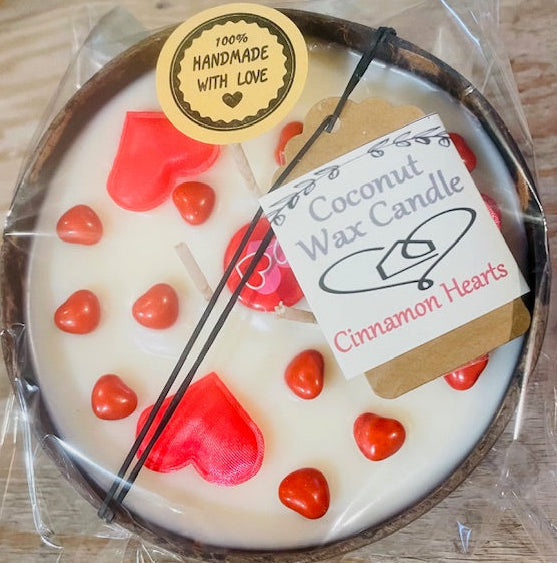 100%
HANDMADE
WITH LOVE
Coconut
Wax Candle
Cinnamon Hearts